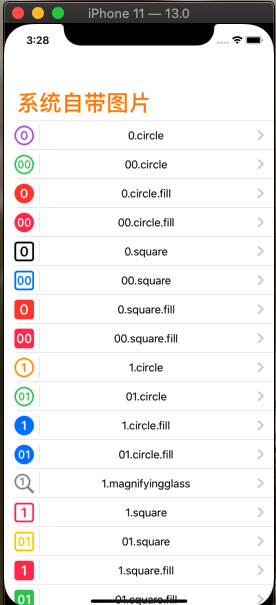 iPhone 11 — 13.0
3:28
系统自带图片
0 0.circle
00 00.circle
0 0.circle.fill
00 00.circle.fill
0 0.square
00 00.square
0 0.square.fill
00 00.square.fill
1 1.circle
01 01.circle
1 1.circle.fill
01 01.circle.fill
1 1.magnifyingglass
1 1.square
01 01.square
1 1.square.fill
01 01.square.fill